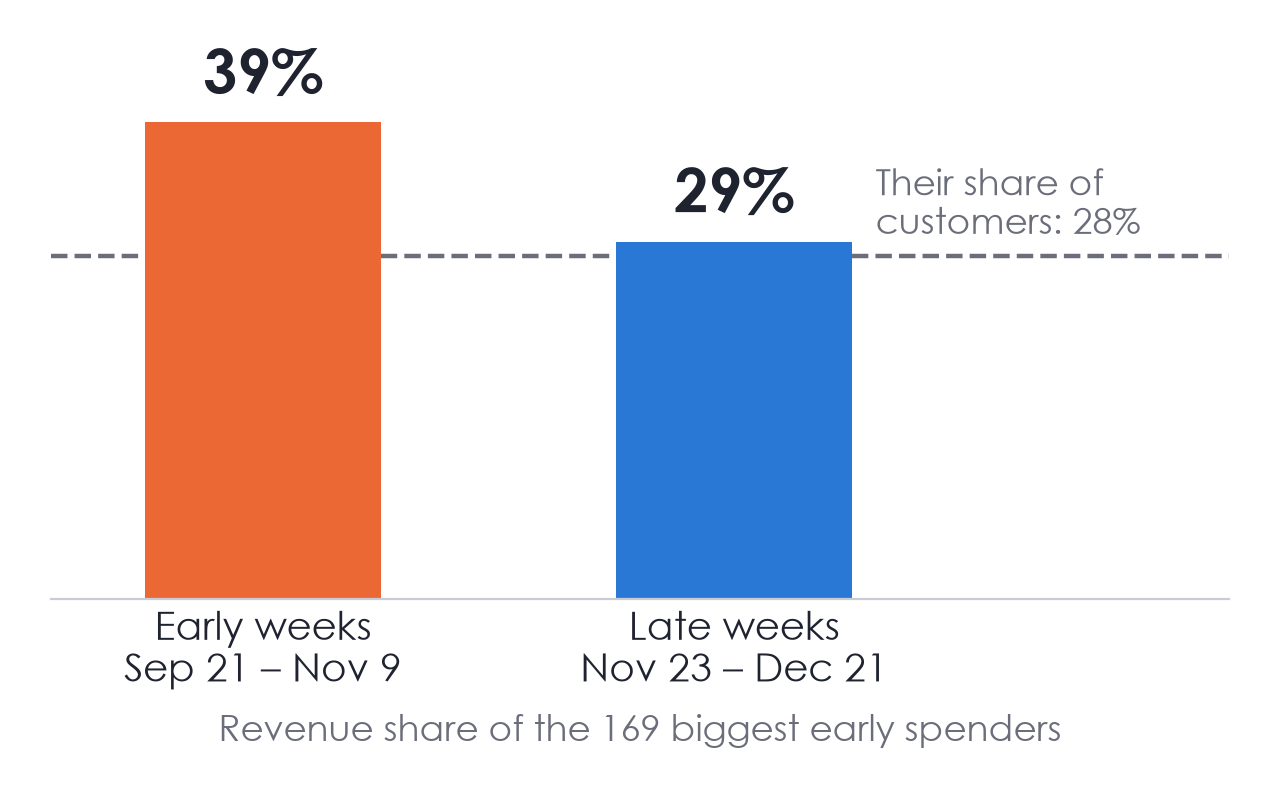 39%
29%
Their share of
customers: 28%
Early weeks
Sep 21 – Nov 9
Late weeks
Nov 23 – Dec 21
Revenue share of the 169 biggest early spenders